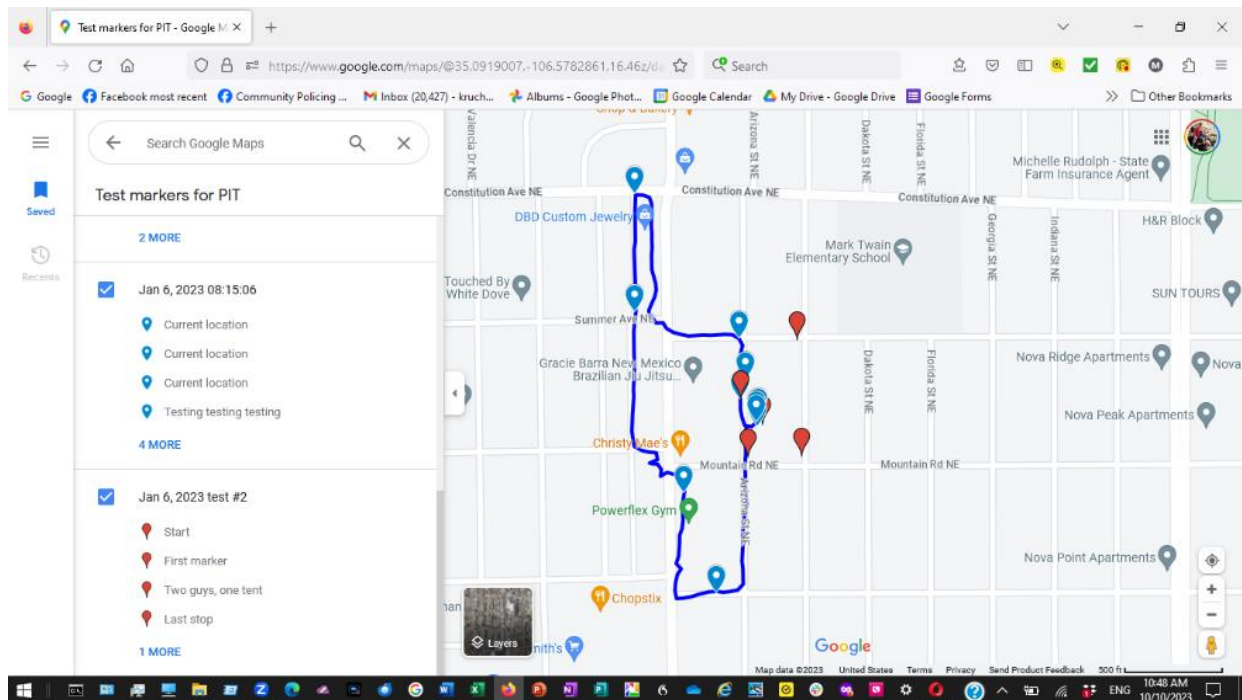 Test markers for PIT - Google M
https://www.google.com/maps/@35.0919007,-106.5782861,16.46z/d
Search
Google
Facebook most recent
Community Policing ...
Inbox (20,427) - kruch...
Albums - Google Phot...
Google Calendar
My Drive - Google Drive
Google Forms
Other Bookmarks
Search Google Maps
Saved
Recents
Test markers for PIT
2 MORE
Jan 6, 2023 08:15:06
Current location
Current location
Current location
Testing testing testing
4 MORE
Jan 6, 2023 test #2
Start
First marker
Two guys, one tent
Last stop
1 MORE
Valencia Dr NE
Arizona St NE
Dakota St NE
Florida St NE
Michelle Rudolph - State
Farm Insurance Agent
Constitution Ave NE
Constitution Ave NE
Constitution Ave NE
DBD Custom Jewelry
H&R Block
Georgia St NE
Indiana St NE
Mark Twain
Elementary School
Touched By
White Dove
SUN TOURS
Summer Ave NE
Gracie Barra New Mexico
Brazilian Jiu Jitsu...
Dakota St NE
Florida St NE
Nova Ridge Apartments
Nova
Nova Peak Apartments
Christy Mae's
Mountain Rd NE
Mountain Rd NE
Arizona St NE
Powerflex Gym
Nova Point Apartments
Chopstix
Layers
Google
Map data ©2023 United States Terms Privacy Send Product Feedback 500 ft
ENG
10:48 AM
10/10/2023